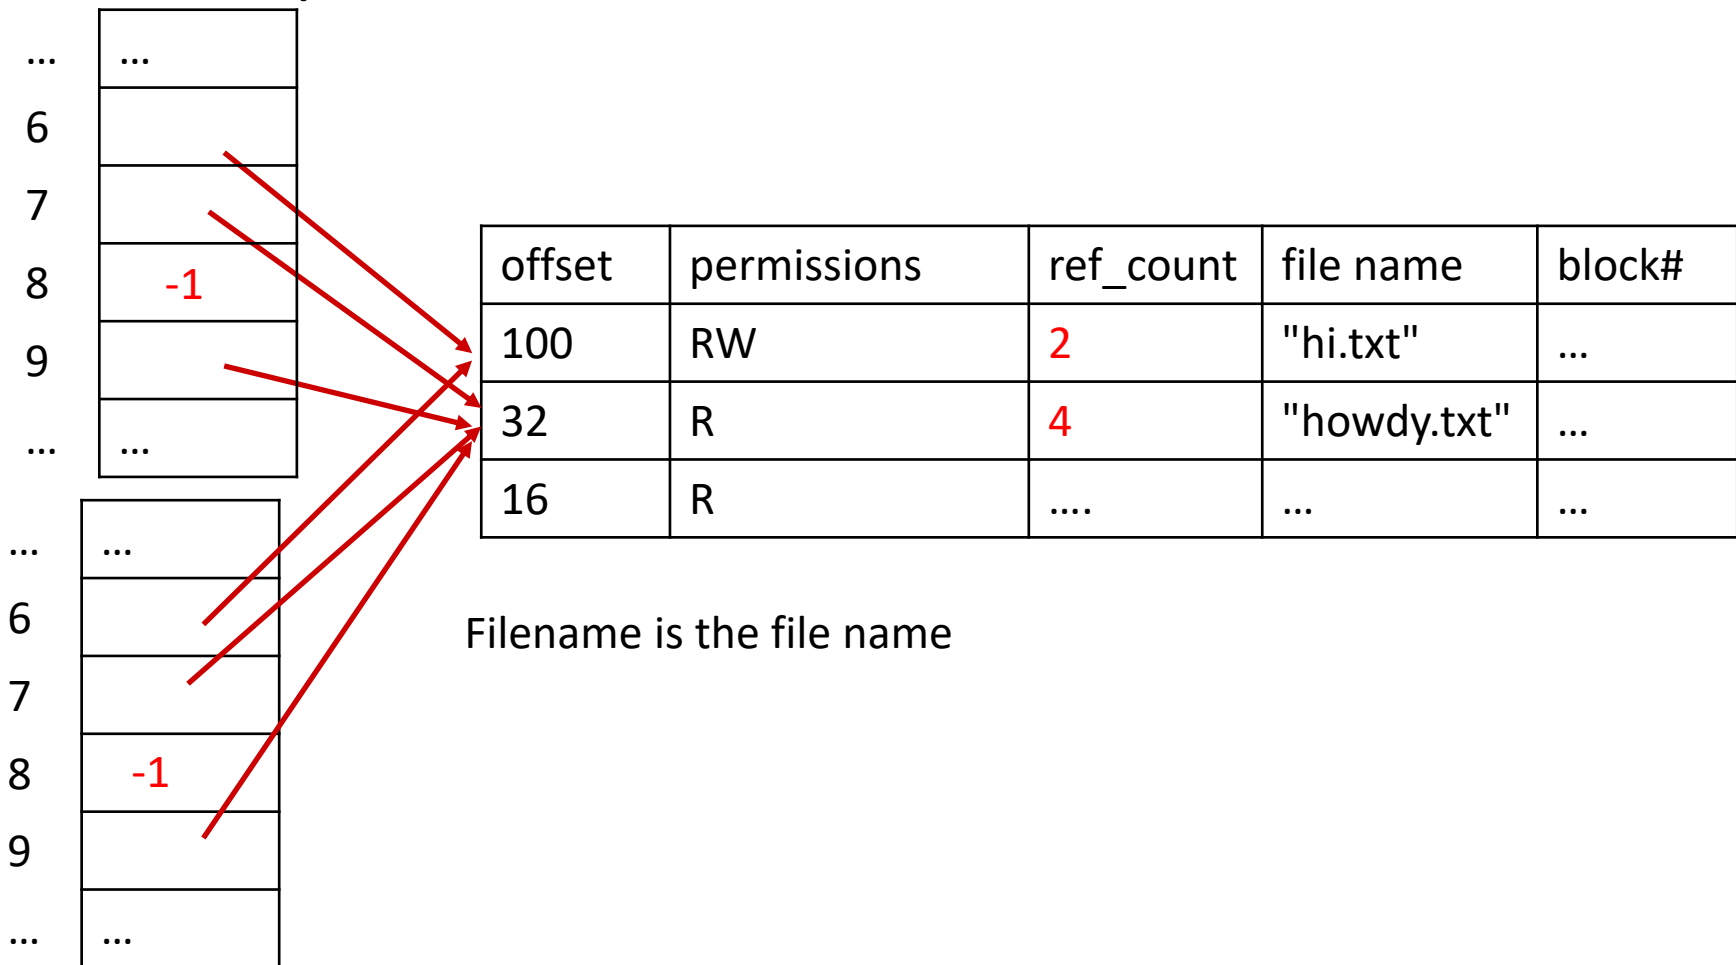 ... ...
6
7
8 -1
9
... ...
offset permissions ref_count file name block#
100 RW 2 "hi.txt" ...
32 R 4 "howdy.txt" ...
16 R .... ... ...
... ...
6
7
8 -1
9
... ...
Filename is the file name